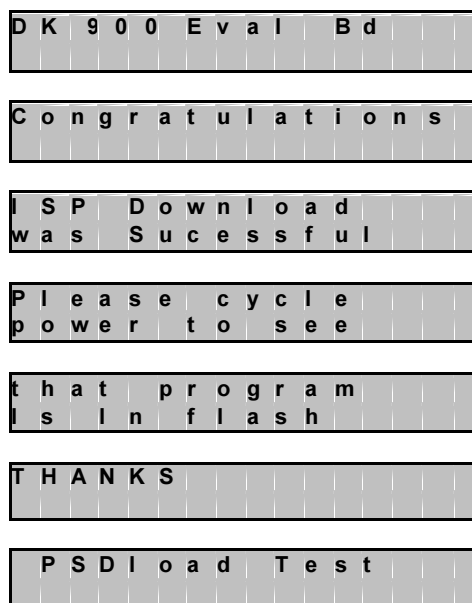 DK 900 Eval Bd
Congratulations
ISP Download
was Sucessful
Please cycle
power to see
that program
Is In flash
THANKS
PSDload Test